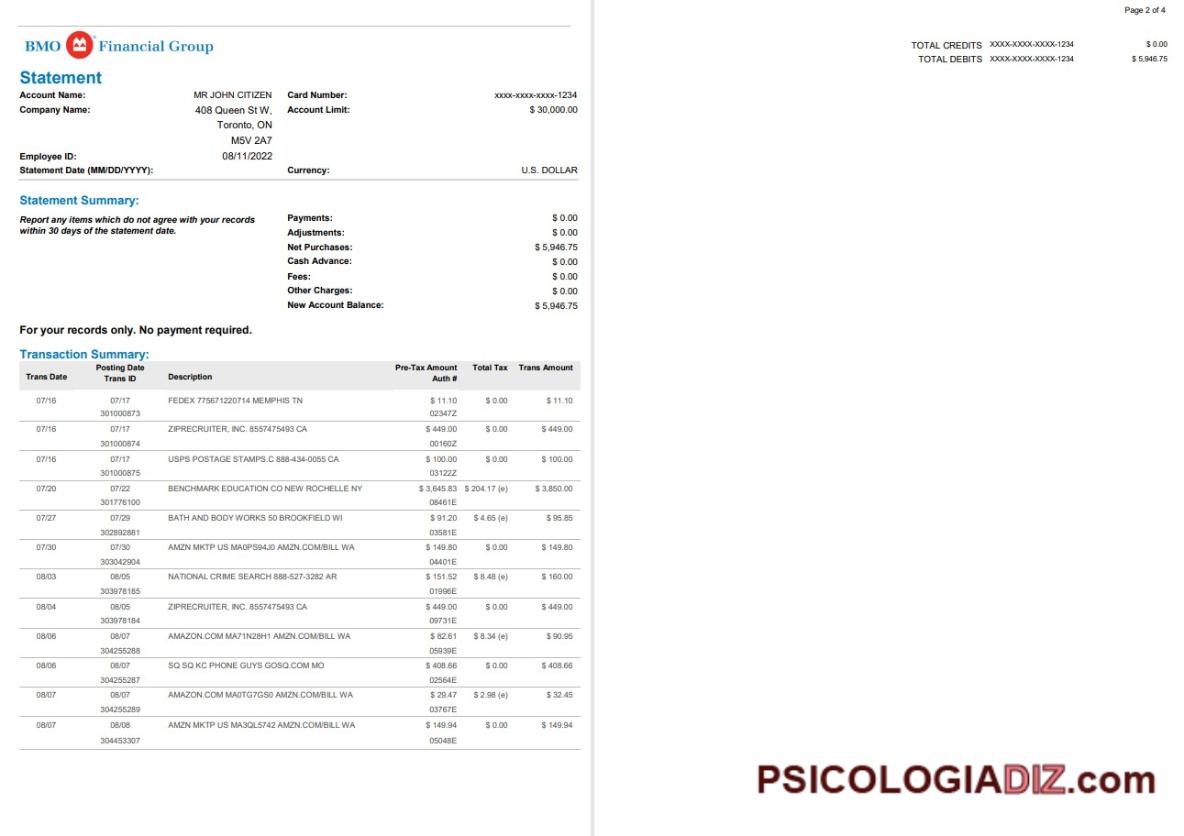 BMO Financial Group
Statement
Account Name: MR JOHN CITIZEN Card Number: xxxx-xxxx-xxxx-1234
Company Name: 408 Queen St W, Account Limit: $ 30,000.00
Toronto, ON
M5V 2A7
Employee ID: 08/11/2022
Statement Date (MM/DD/YYYY): Currency: U.S. DOLLAR
Statement Summary:
Report any items which do not agree with your records
within 30 days of the statement date.
Payments: $ 0.00
Adjustments: $ 0.00
Net Purchases: $ 5,946.75
Cash Advance: $ 0.00
Fees: $ 0.00
Other Charges: $ 0.00
New Account Balance: $ 5,946.75
For your records only. No payment required.
Transaction Summary:
Trans Date Posting Date Trans ID Description Pre-Tax Amount Auth # Total Tax Trans Amount
07/16 07/17 FEDEX 775671220714 MEMPHIS TN $ 11.10 $ 0.00 $ 11.10
301000873 02347Z
07/16 07/17 ZIPRECRUITER, INC. 8557475493 CA $ 449.00 $ 0.00 $ 449.00
301000874 00160Z
07/16 07/17 USPS POSTAGE STAMPS.C 888-434-0055 CA $ 100.00 $ 0.00 $ 100.00
301000875 03122Z
07/20 07/22 BENCHMARK EDUCATION CO NEW ROCHELLE NY $ 3,645.83 $ 204.17 (e) $ 3,850.00
301776100 08461E
07/27 07/29 BATH AND BODY WORKS 50 BROOKFIELD WI $ 91.20 $ 4.65 (e) $ 95.85
302892881 03581E
07/30 07/30 AMZN MKTP US MA0PS94J0 AMZN.COM/BILL WA $ 149.80 $ 0.00 $ 149.80
303042904 04401E
08/03 08/05 NATIONAL CRIME SEARCH 888-527-3282 AR $ 151.52 $ 8.48 (e) $ 160.00
303978185 01996E
08/04 08/05 ZIPRECRUITER, INC. 8557475493 CA $ 449.00 $ 0.00 $ 449.00
303978184 09731E
08/06 08/07 AMAZON.COM MA71N28H1 AMZN.COM/BILL WA $ 82.61 $ 8.34 (e) $ 90.95
304255288 05939E
08/06 08/07 SQ SQ KC PHONE GUYS GOSQ.COM MO $ 408.66 $ 0.00 $ 408.66
304255287 02564E
08/07 08/07 AMAZON.COM MA0TG7GS0 AMZN.COM/BILL WA $ 29.47 $ 2.98 (e) $ 32.45
304255289 03767E
08/07 08/08 AMZN MKTP US MA3QL5742 AMZN.COM/BILL WA $ 149.94 $ 0.00 $ 149.94
304453307 05048E
Page 2 of 4
TOTAL CREDITS XXXX-XXXX-XXXX-1234 $ 0.00
TOTAL DEBITS XXXX-XXXX-XXXX-1234 $ 5,946.75
PSICOLOGIADIZ.com